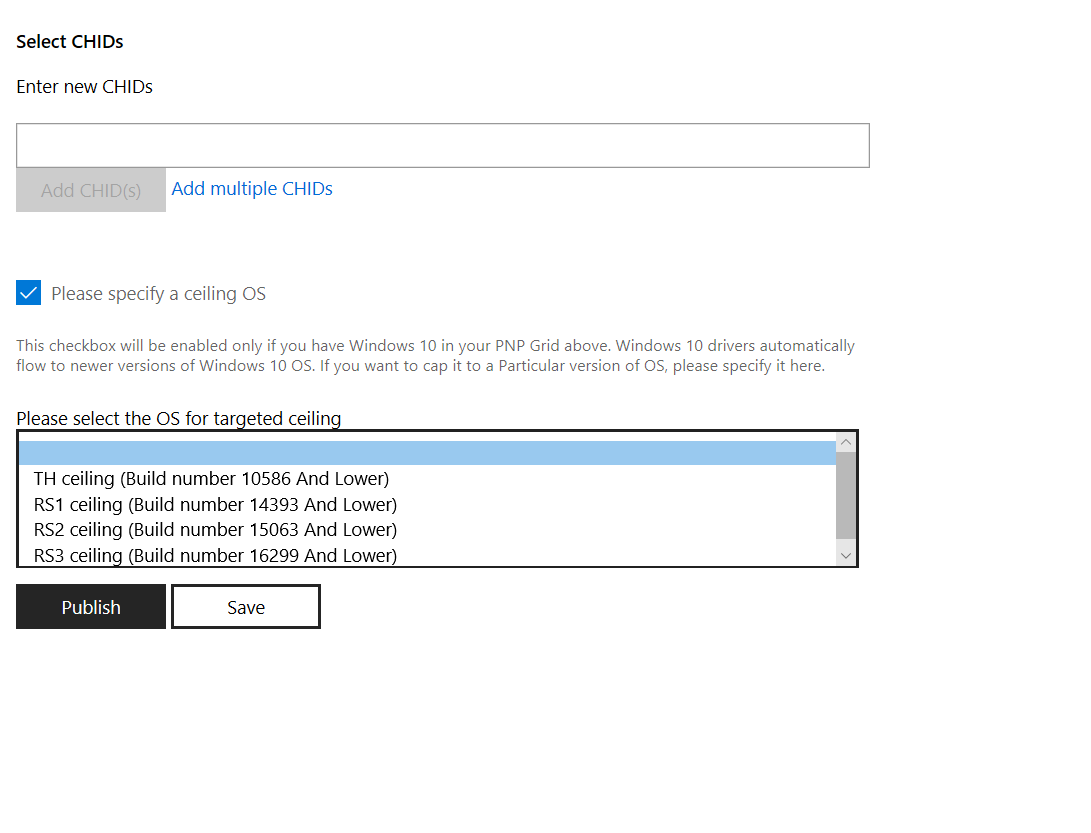 Select CHIDs
Enter new CHIDs
Add CHID(s)
Add multiple CHIDs
Please specify a ceiling OS
This checkbox will be enabled only if you have Windows 10 in your PNP Grid above. Windows 10 drivers automatically
flow to newer versions of Windows 10 OS. If you want to cap it to a Particular version of OS, please specify it here.
Please select the OS for targeted ceiling
TH ceiling (Build number 10586 And Lower)
RS1 ceiling (Build number 14393 And Lower)
RS2 ceiling (Build number 15063 And Lower)
RS3 ceiling (Build number 16299 And Lower)
Publish
Save